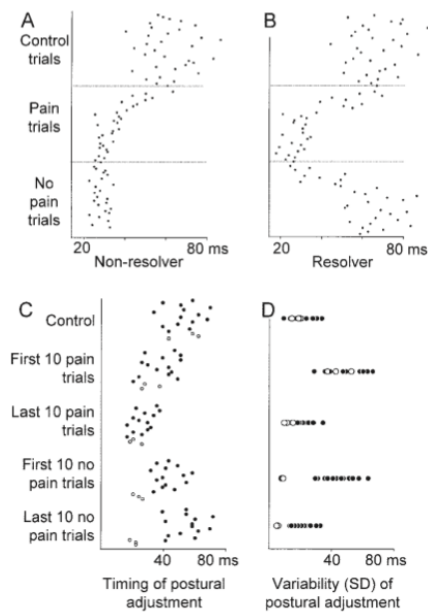 A
B
Control
trials
Pain
trials
No
pain
trials
20
80 ms
20
80 ms
Non-resolver
Resolver
C
D
Control
First 10 pain
trials
Last 10 pain
trials
First 10 no
pain trials
Last 10 no
pain trials
40
80 ms
40
80 ms
Timing of postural
adjustment
Variability (SD) of
postural adjustment